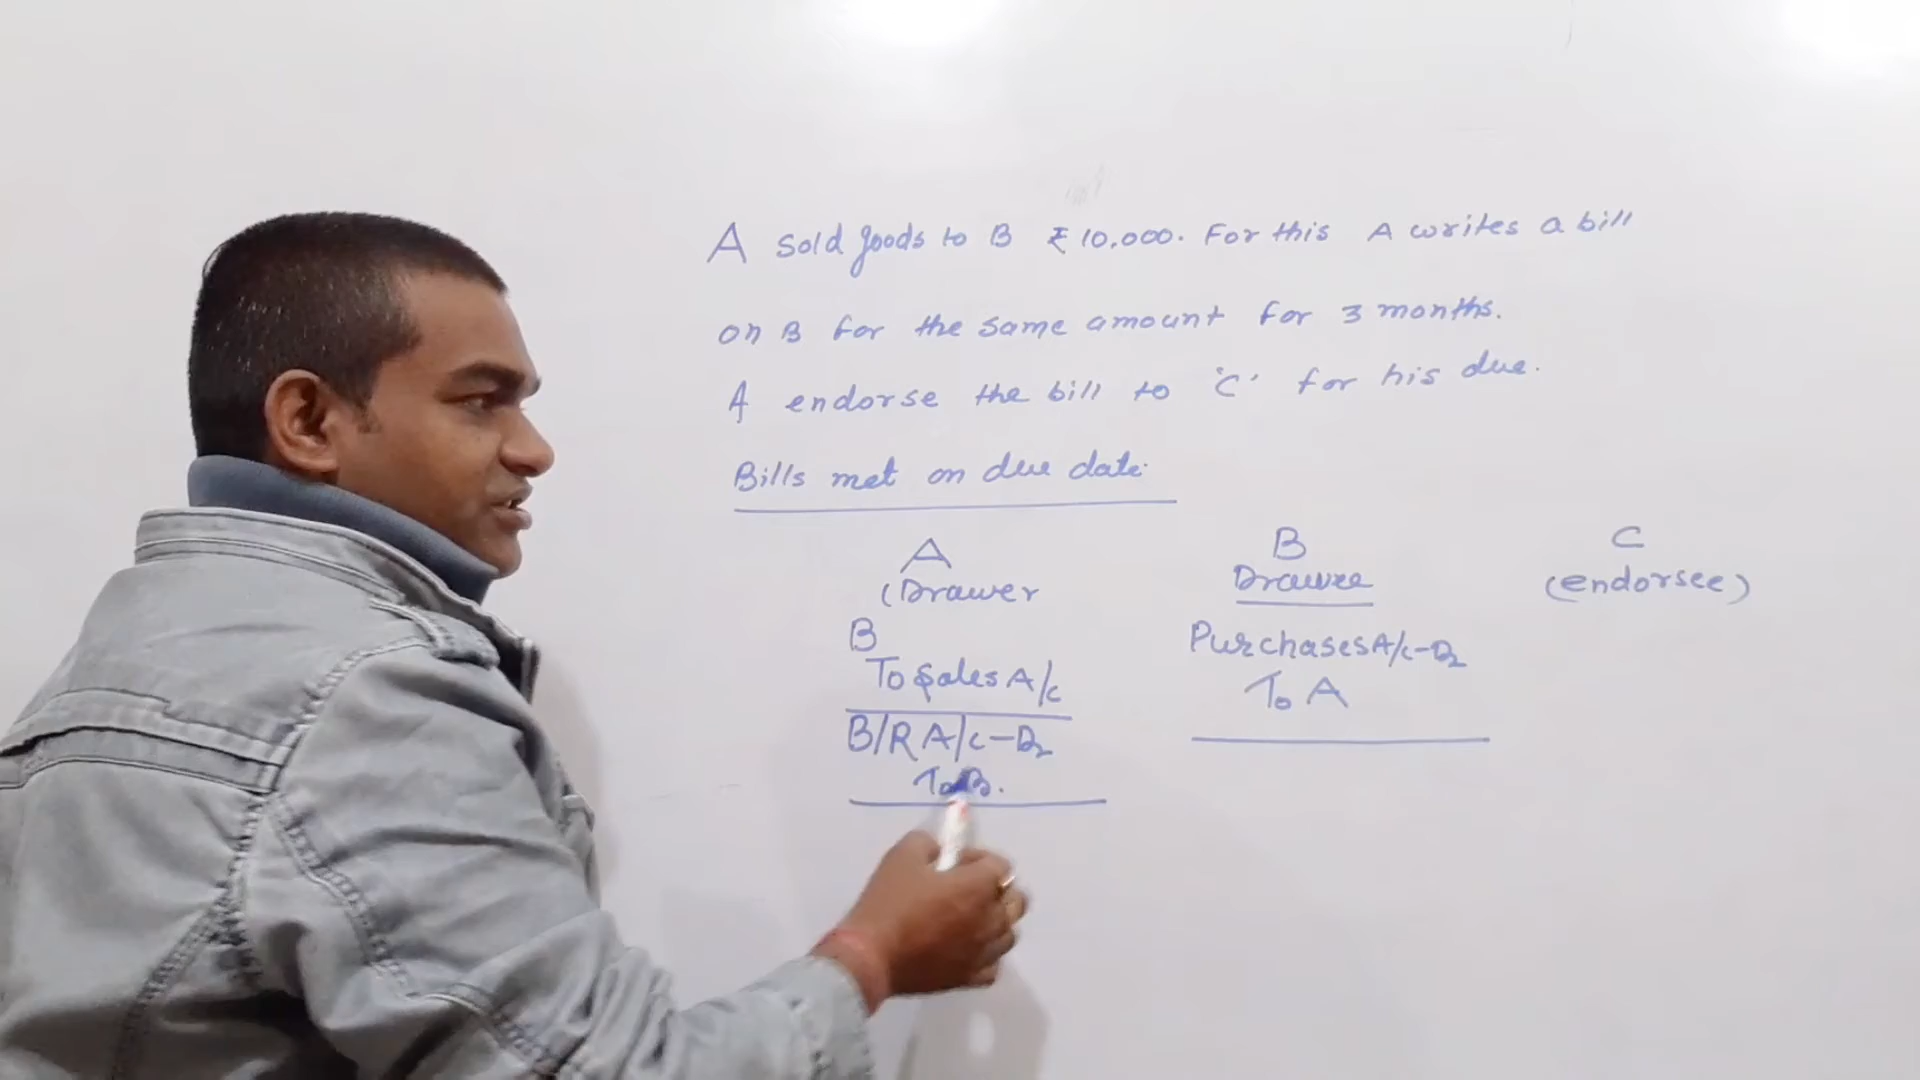 A sold goods to B ₹ 10,000. For this A writes a bill
on B for the same amount for 3 months.
A endorse the bill to 'C' for his due.
Bills met on due date.
A
(Drawer
B
To Sales A/c
B/R A/c-Dr
To B.
B
Drawee
Purchases A/c-Dr
To A
C
(endorsee)